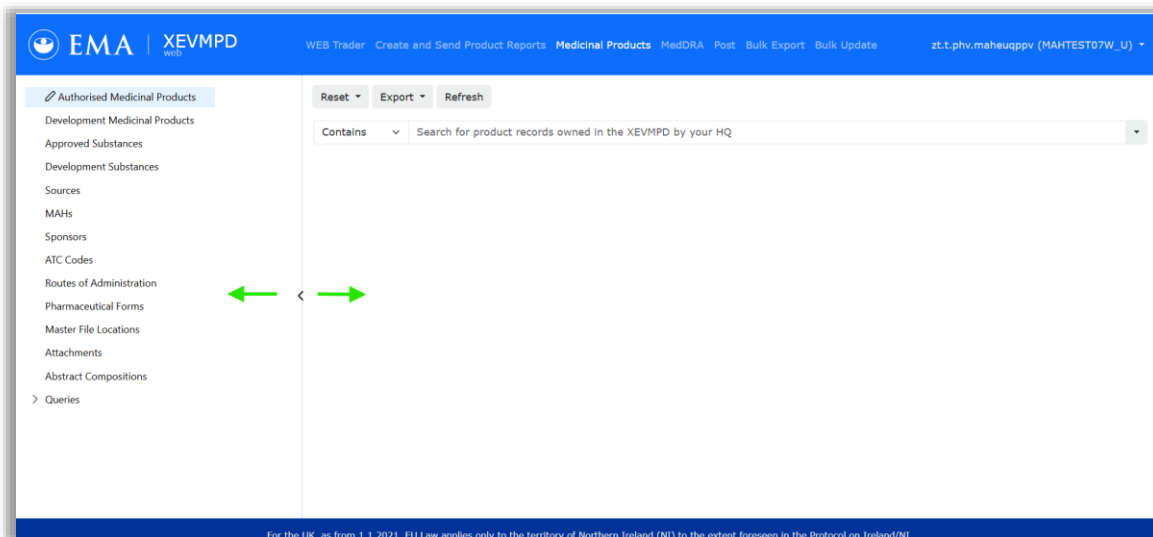 EMA | XEVMPD
web
WEB Trader Create and Send Product Reports Medicinal Products MedDRA Post Bulk Export Bulk Update
zt.t.phv.maheuqppv (MAHTEST07W_U)
Authorised Medicinal Products
Development Medicinal Products
Approved Substances
Development Substances
Sources
MAHs
Sponsors
ATC Codes
Routes of Administration
Pharmaceutical Forms
Master File Locations
Attachments
Abstract Compositions
Queries
Reset Export Refresh
Contains Search for product records owned in the XEVMPD by your HQ
For the UK, as from 1.1.2021, EU Law applies only to the territory of Northern Ireland (NI) to the extent foreseen in the Protocol on Ireland/NI